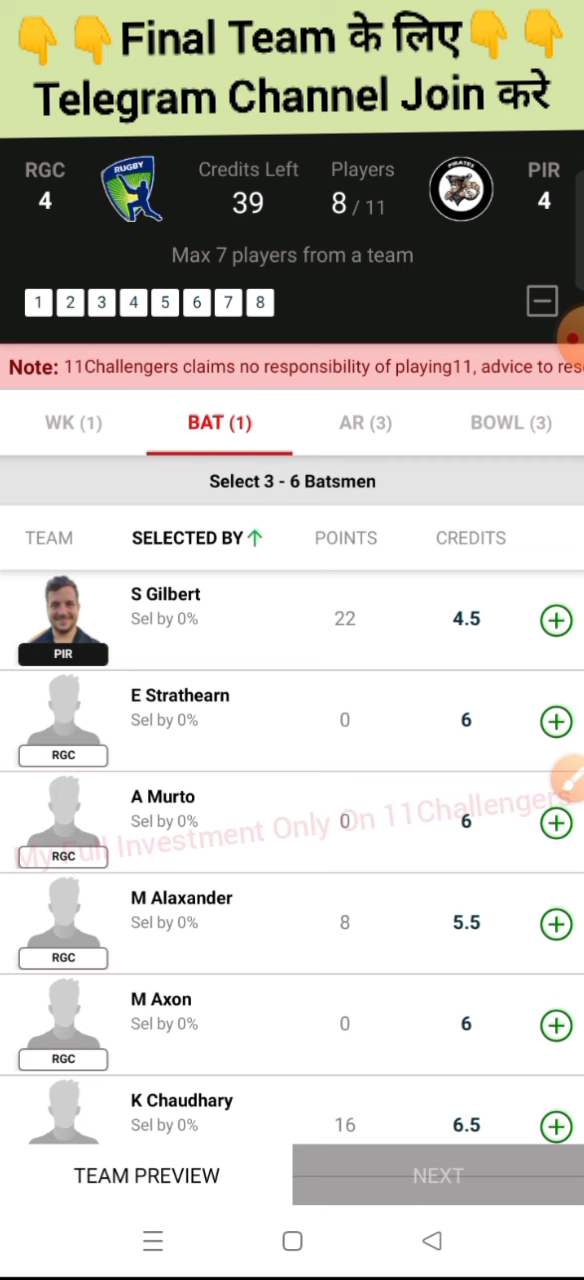 👇👇Final Team के लिए👇👇
Telegram Channel Join करे
RGC
4
RUGBY
Credits Left
39
Players
8 / 11
PIRATES
PIR
4
Max 7 players from a team
1 2 3 4 5 6 7 8
Note: 11Challengers claims no responsibility of playing11, advice to res
WK (1) BAT (1) AR (3) BOWL (3)
Select 3 - 6 Batsmen
TEAM SELECTED BY ↑ POINTS CREDITS
S Gilbert
Sel by 0% 22 4.5
PIR
E Strathearn
Sel by 0% 0 6
RGC
A Murto
Sel by 0% 0 6
RGC
My Full Investment Only On 11Challengers
M Alaxander
Sel by 0% 8 5.5
RGC
M Axon
Sel by 0% 0 6
RGC
K Chaudhary
Sel by 0% 16 6.5
TEAM PREVIEW NEXT